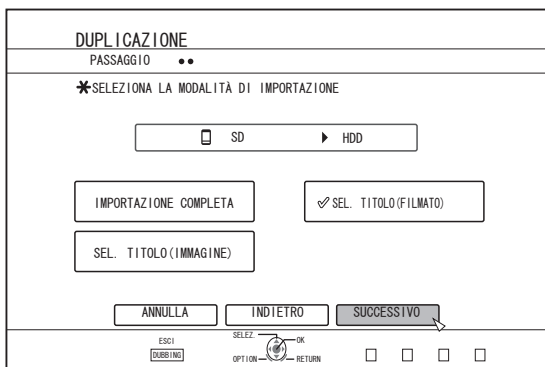 DUPLICAZIONE
PASSAGGIO
SELEZIONA LA MODALITÀ DI IMPORTAZIONE
SD HDD
IMPORTAZIONE COMPLETA SEL. TITOLO(FILMATO)
SEL. TITOLO(IMMAGINE)
ANNULLA INDIETRO SUCCESSIVO
ESCI SELEZ. OK
DUBBING OPTION RETURN